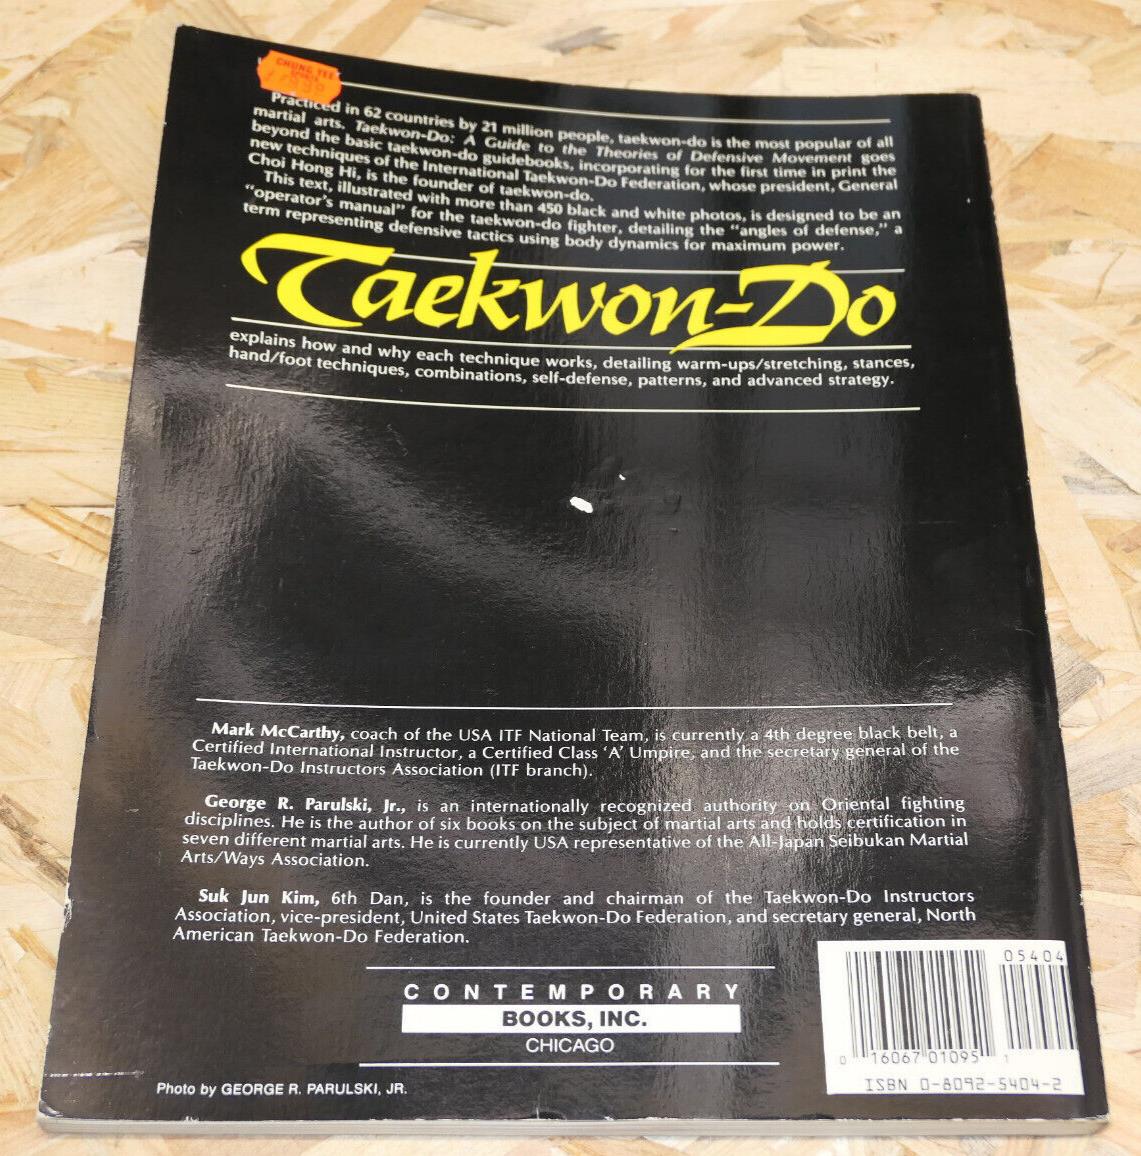 CHUNG YEE
SPORTS
Practiced in 62 countries by 21 million people, taekwon-do is the most popular of all
martial arts. Taekwon-Do: A Guide to the Theories of Defensive Movement goes
beyond the basic taekwon-do guidebooks, incorporating for the first time in print the
new techniques of the International Taekwon-Do Federation, whose president, General
Choi Hong Hi, is the founder of taekwon-do.
This text, illustrated with more than 450 black and white photos, is designed to be an
"operator's manual" for the taekwon-do fighter, detailing the "angles of defense," a
term representing defensive tactics using body dynamics for maximum power.
Taekwon-Do
explains how and why each technique works, detailing warm-ups/stretching, stances,
hand/foot techniques, combinations, self-defense, patterns, and advanced strategy.
Mark McCarthy, coach of the USA ITF National Team, is currently a 4th degree black belt, a
Certified International Instructor, a Certified Class 'A' Umpire, and the secretary general of the
Taekwon-Do Instructors Association (ITF branch).
George R. Parulski, Jr., is an internationally recognized authority on Oriental fighting
disciplines. He is the author of six books on the subject of martial arts and holds certification in
seven different martial arts. He is currently USA representative of the All-Japan Seibukan Martial
Arts/Ways Association.
Suk Jun Kim, 6th Dan, is the founder and chairman of the Taekwon-Do Instructors
Association, vice-president, United States Taekwon-Do Federation, and secretary general, North
American Taekwon-Do Federation.
CONTEMPORARY
BOOKS, INC.
CHICAGO
Photo by GEORGE R. PARULSKI, JR.
05404
0 16067 01095 1
ISBN 0-8092-5404-2